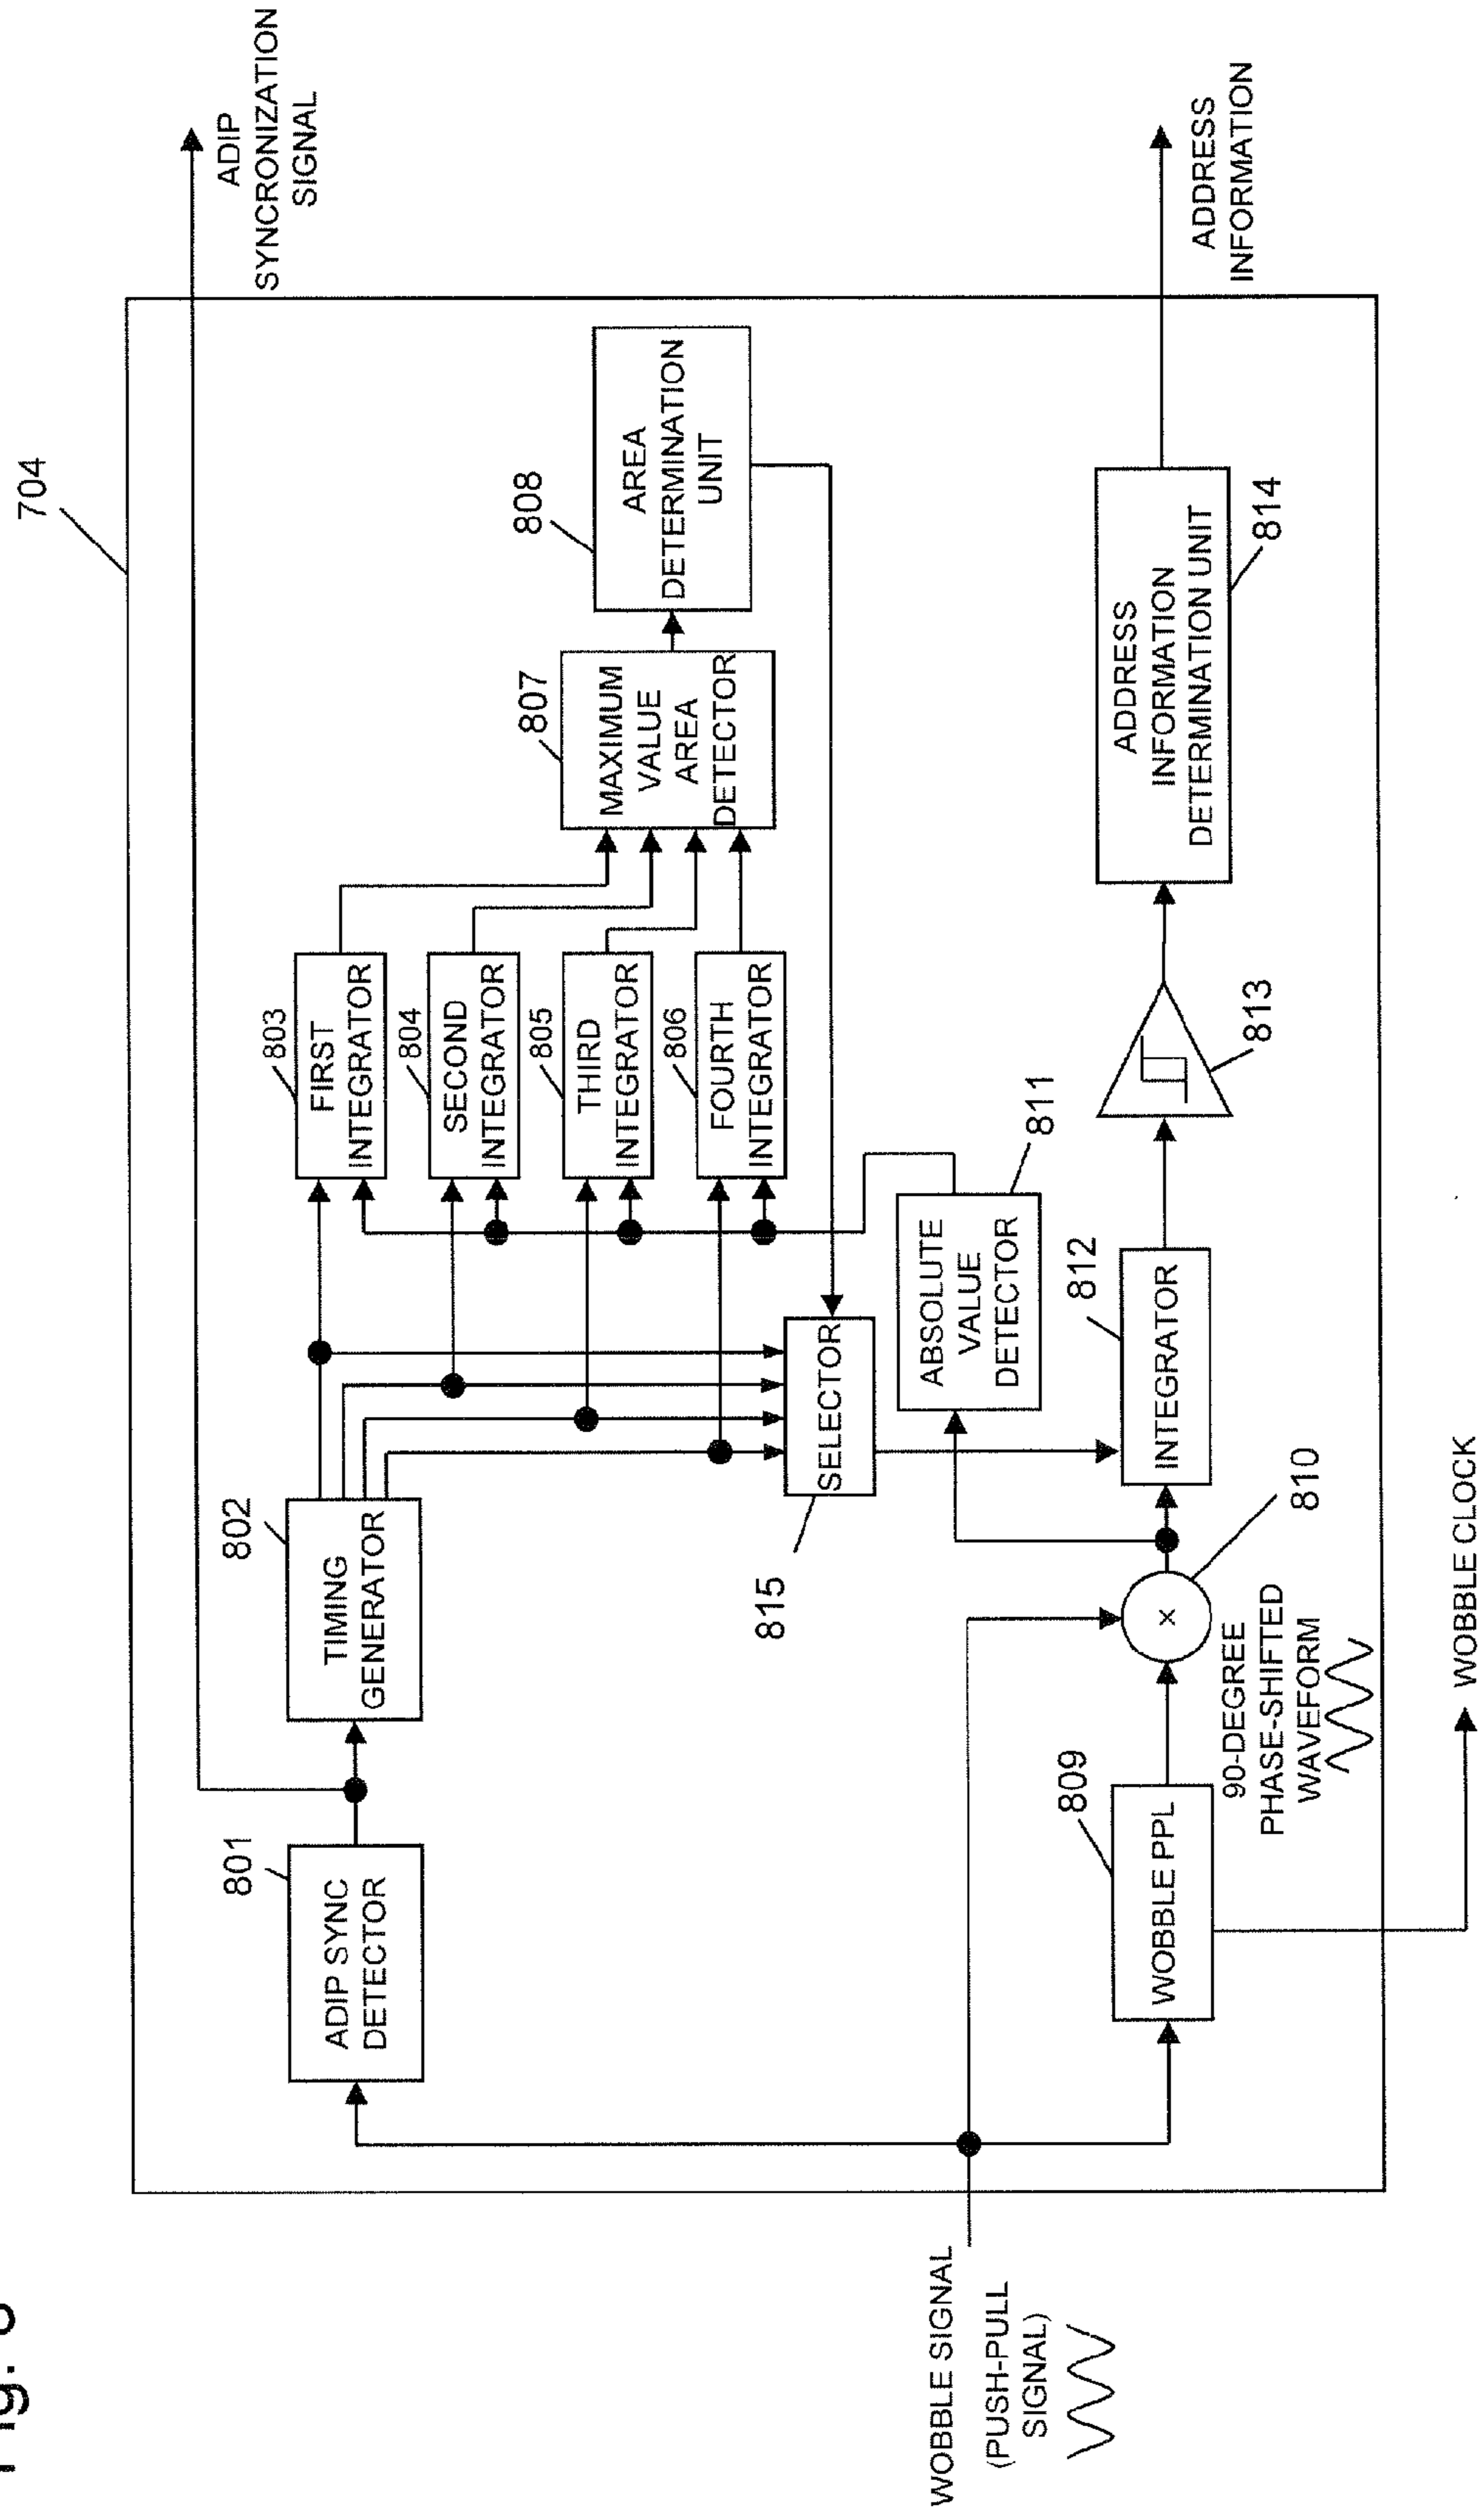 704
ADIP
SYNCRONIZATION
SIGNAL
801
ADIP SYNC
DETECTOR
802
TIMING
GENERATOR
803
FIRST
INTEGRATOR
804
SECOND
INTEGRATOR
805
THIRD
INTEGRATOR
806
FOURTH
INTEGRATOR
807
MAXIMUM
VALUE
AREA
DETECTOR
808
AREA
DETERMINATION
UNIT
815
SELECTOR
811
ABSOLUTE
VALUE
DETECTOR
WOBBLE SIGNAL
(PUSH-PULL
SIGNAL)
809
WOBBLE PPL
90-DEGREE
PHASE-SHIFTED
WAVEFORM
×
810
812
INTEGRATOR
813
ADDRESS
INFORMATION
DETERMINATION UNIT
814
ADDRESS
INFORMATION
WOBBLE CLOCK